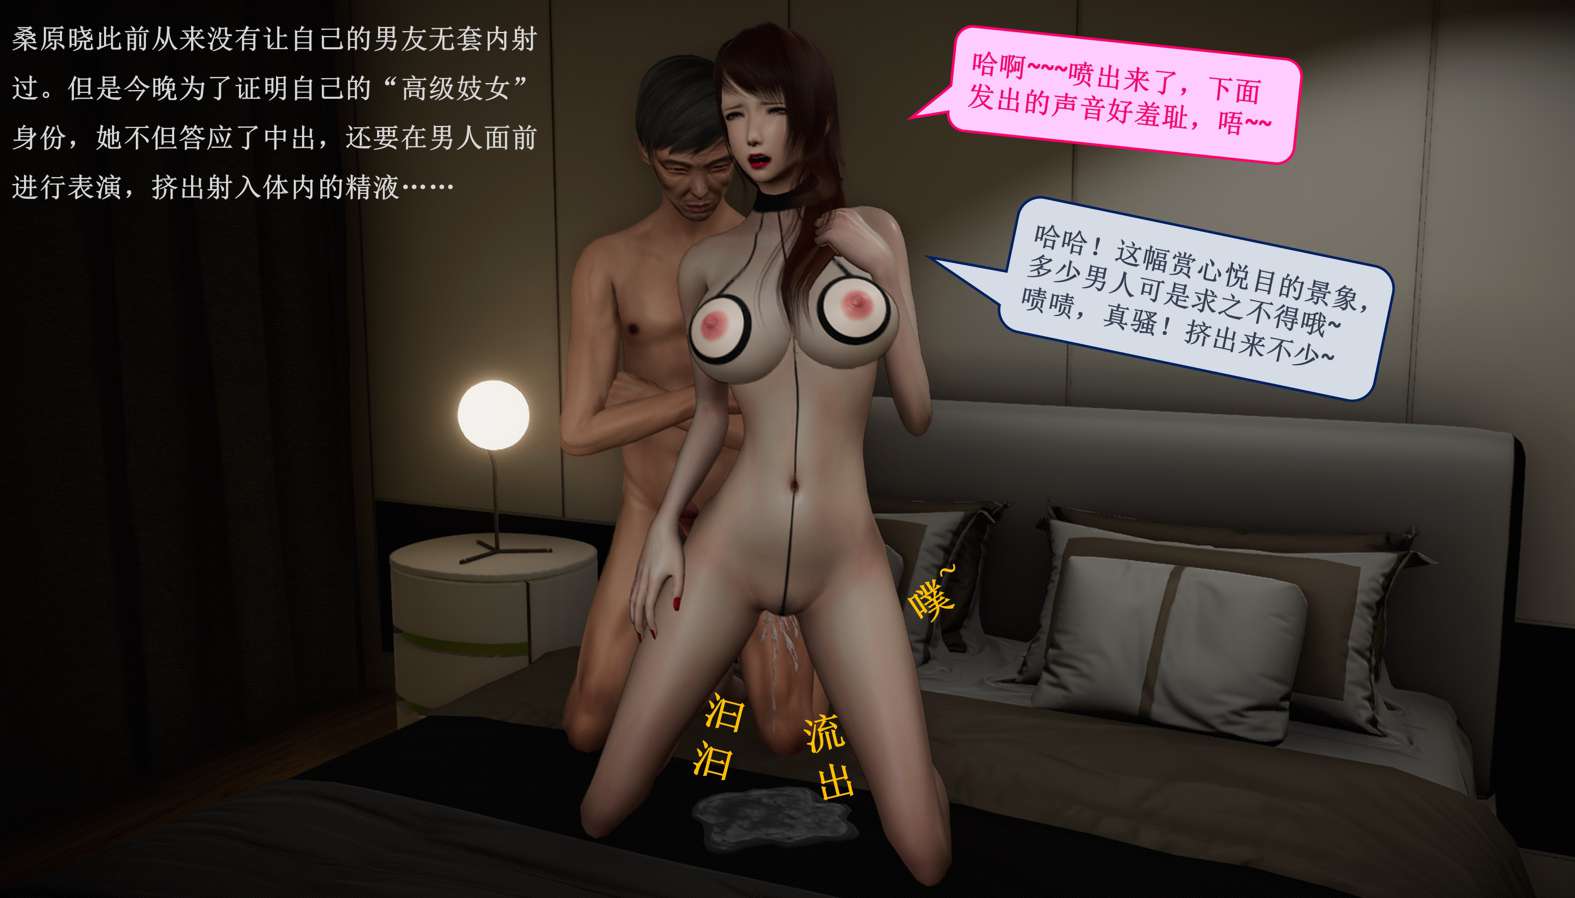 桑原晓此前从来没有让自己的男友无套内射
过。但是今晚为了证明自己的“高级妓女”
身份，她不但答应了中出，还要在男人面前
进行表演，挤出射入体内的精液……
哈啊~~~喷出来了，下面
发出的声音好羞耻，唔~~
哈哈！这幅赏心悦目的景象，
多少男人可是求之不得哦~
啧啧，真骚！挤出来不少~
噗~
汩汩
流出